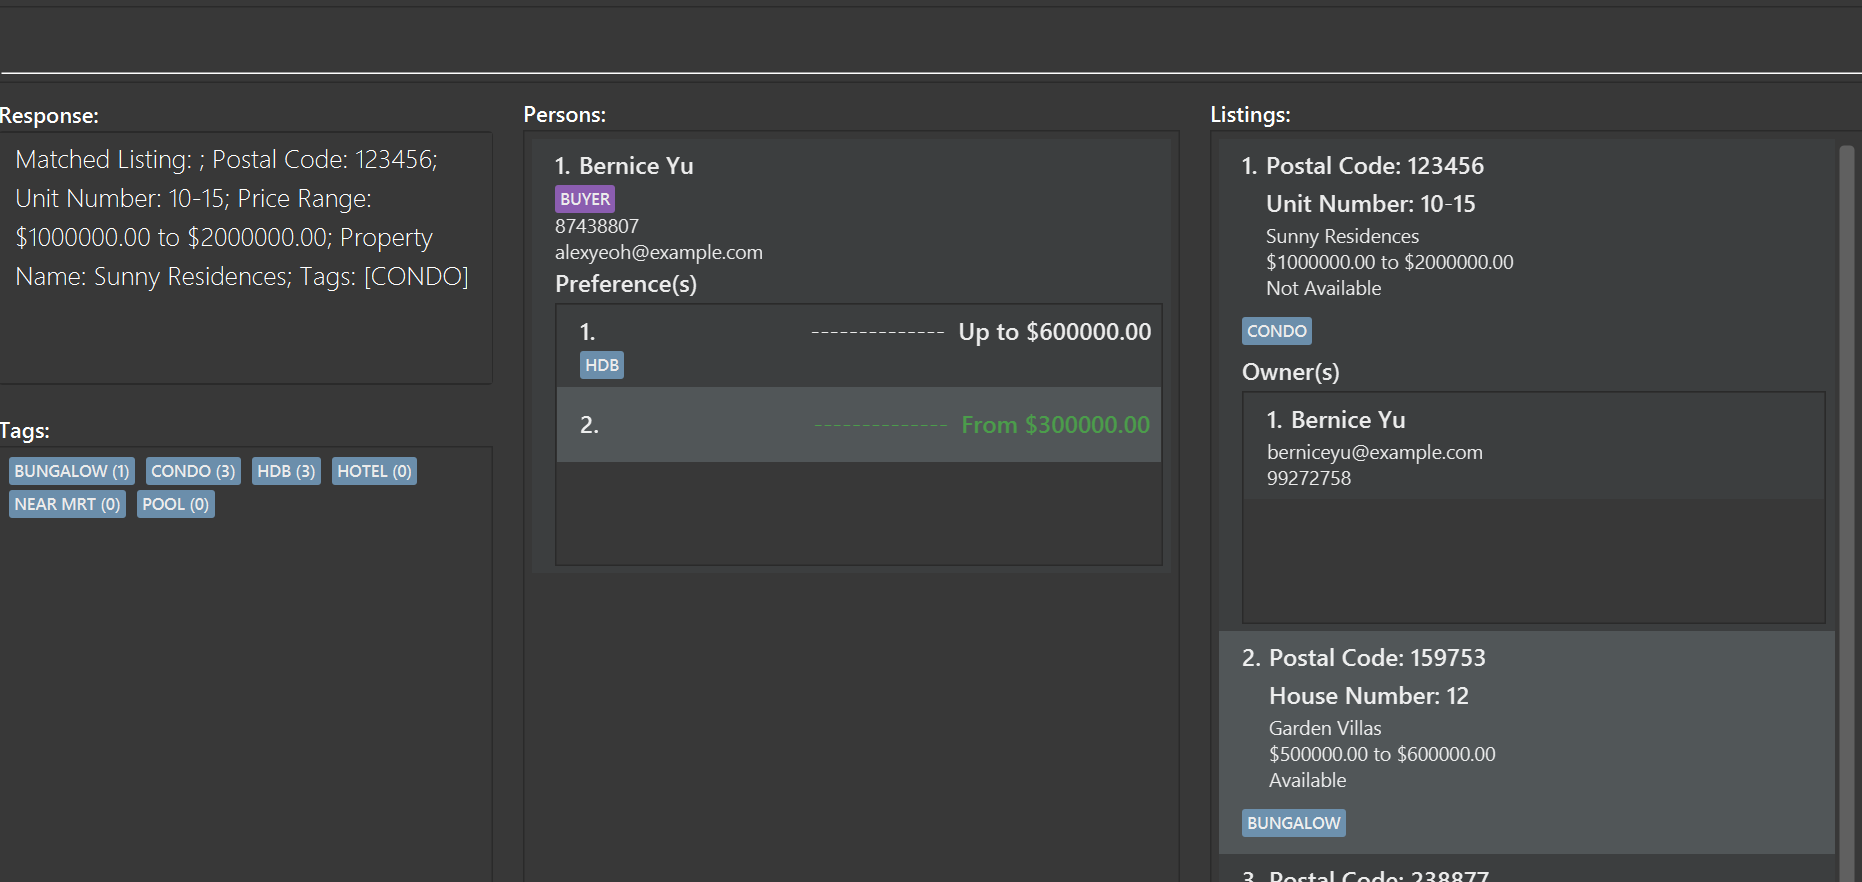 Response:
Matched Listing: ; Postal Code: 123456;
Unit Number: 10-15; Price Range:
$1000000.00 to $2000000.00; Property
Name: Sunny Residences; Tags: [CONDO]
Tags:
BUNGALOW (1) CONDO (3) HDB (3) HOTEL (0)
NEAR MRT (0) POOL (0)
Persons:
1. Bernice Yu
BUYER
87438807
alexyeoh@example.com
Preference(s)
1. -------------- Up to $600000.00
HDB
2. -------------- From $300000.00
Listings:
1. Postal Code: 123456
Unit Number: 10-15
Sunny Residences
$1000000.00 to $2000000.00
Not Available
CONDO
Owner(s)
1. Bernice Yu
berniceyu@example.com
99272758
2. Postal Code: 159753
House Number: 12
Garden Villas
$500000.00 to $600000.00
Available
BUNGALOW
3. Postal Code: 238877